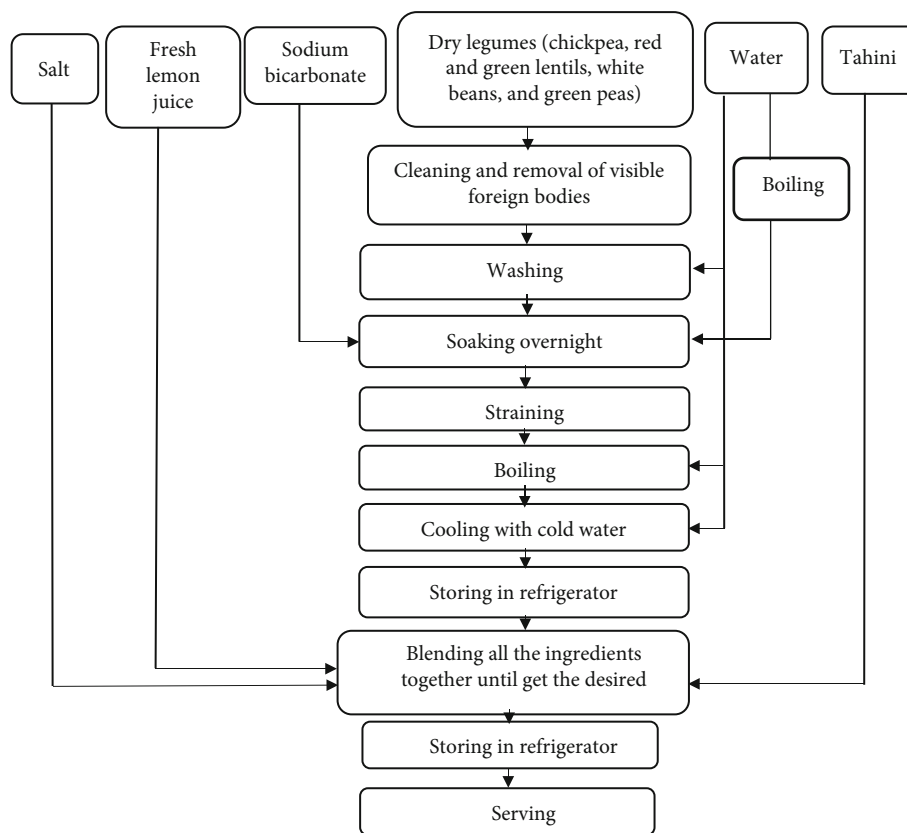 Salt
Fresh
lemon
juice
Sodium
bicarbonate
Dry legumes (chickpea, red
and green lentils, white
beans, and green peas)
Water
Tahini
Cleaning and removal of visible
foreign bodies
Boiling
Washing
Soaking overnight
Straining
Boiling
Cooling with cold water
Storing in refrigerator
Blending all the ingredients
together until get the desired
Storing in refrigerator
Serving